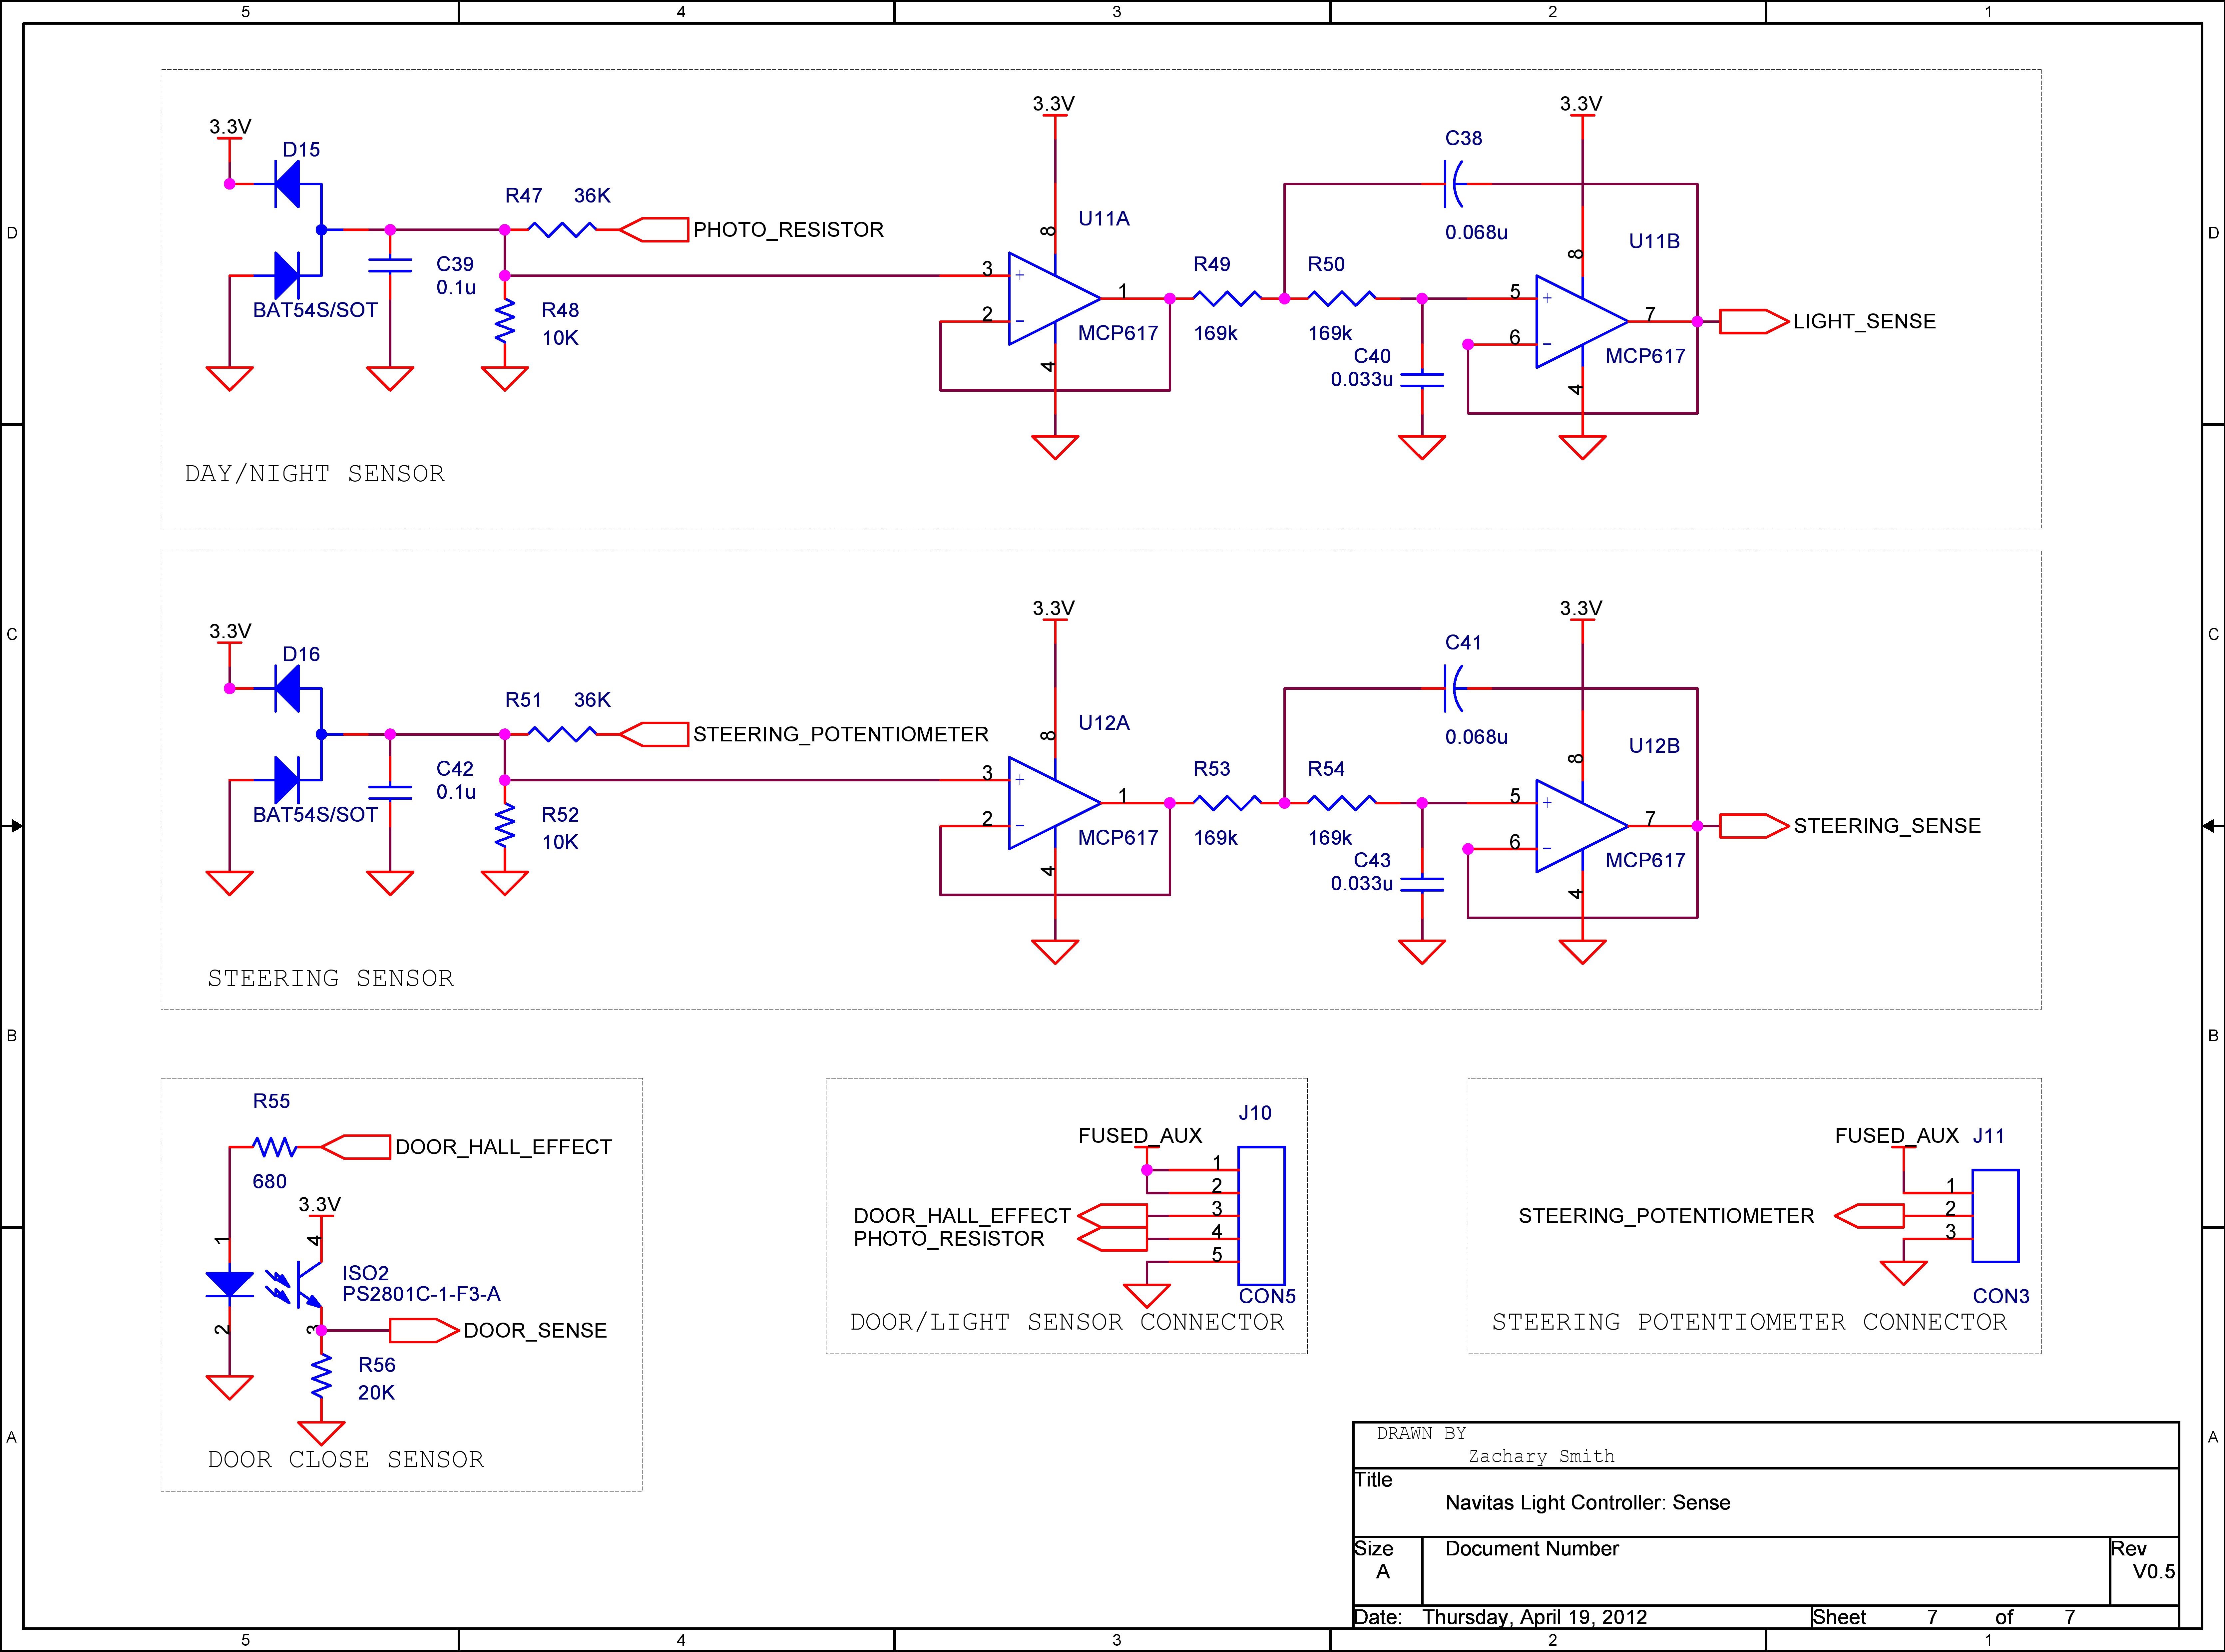 5 4 3 2 1
D
D
C
C
B
B
A
A
3.3V
D15
BAT54S/SOT
C39
0.1u
R47 36K
PHOTO_RESISTOR
R48
10K
3.3V
U11A
8
3
+
2
-
1
4
MCP617
R49
169k
R50
169k
C38
0.068u
C40
0.033u
3.3V
U11B
8
5
+
6
-
7
4
MCP617
LIGHT_SENSE
DAY/NIGHT SENSOR
3.3V
D16
BAT54S/SOT
C42
0.1u
R51 36K
STEERING_POTENTIOMETER
R52
10K
3.3V
U12A
8
3
+
2
-
1
4
MCP617
R53
169k
R54
169k
C41
0.068u
C43
0.033u
3.3V
U12B
8
5
+
6
-
7
4
MCP617
STEERING_SENSE
STEERING SENSOR
R55
680
DOOR_HALL_EFFECT
3.3V
1
4
2
3
ISO2
PS2801C-1-F3-A
DOOR_SENSE
R56
20K
DOOR CLOSE SENSOR
J10
FUSED_AUX
1
2
DOOR_HALL_EFFECT 3
PHOTO_RESISTOR 4
5
CON5
DOOR/LIGHT SENSOR CONNECTOR
FUSED_AUX J11
1
STEERING_POTENTIOMETER 2
3
CON3
STEERING POTENTIOMETER CONNECTOR
DRAWN BY
Zachary Smith
Title
Navitas Light Controller: Sense
Size
A
Document Number
Rev
V0.5
Date: Thursday, April 19, 2012
Sheet 7 of 7
5 4 3 2 1